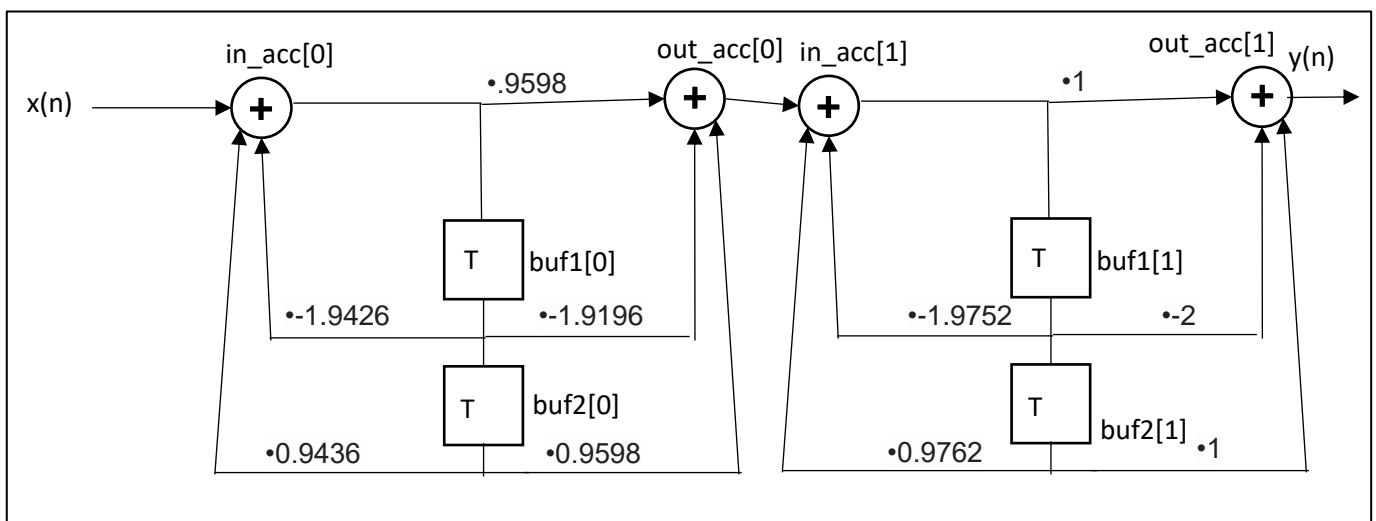 in_acc[0]
out_acc[0]
in_acc[1]
out_acc[1]
y(n)
x(n)
+
•.9598
+
+
•1
+
T
buf1[0]
T
buf1[1]
•-1.9426
•-1.9196
•-1.9752
•-2
T
buf2[0]
T
buf2[1]
•0.9436
•0.9598
•0.9762
•1